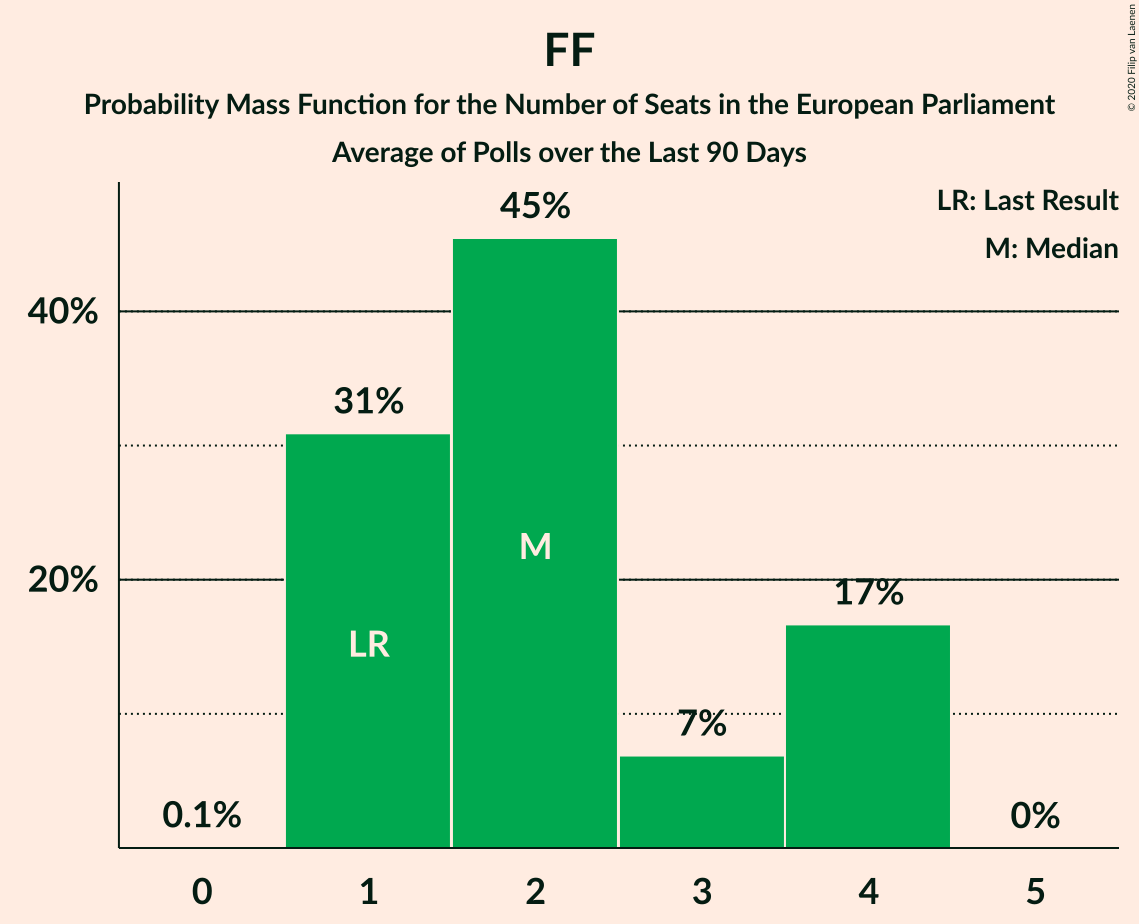 FF
Probability Mass Function for the Number of Seats in the European Parliament
Average of Polls over the Last 90 Days
© 2020 Filip van Laenen
LR: Last Result
M: Median
45%
40%
31%
M
20%
17%
LR
7%
0.1%
0%
0 1 2 3 4 5